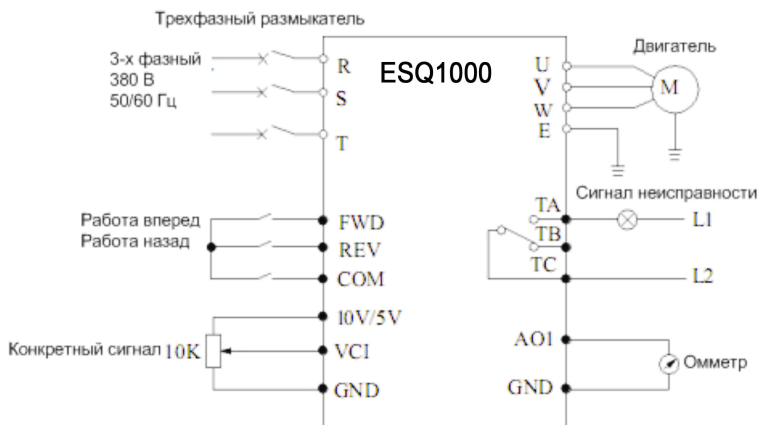 Трехфазный размыкатель
3-х фазный
380 В
50/60 Гц
R
S
T
ESQ1000
U
V
W
E
Двигатель
M
Работа вперед
Работа назад
FWD
REV
COM
Сигнал неисправности
TA
TB
TC
L1
L2
Конкретный сигнал 10K
10V/5V
VC1
GND
AO1
GND
Омметр